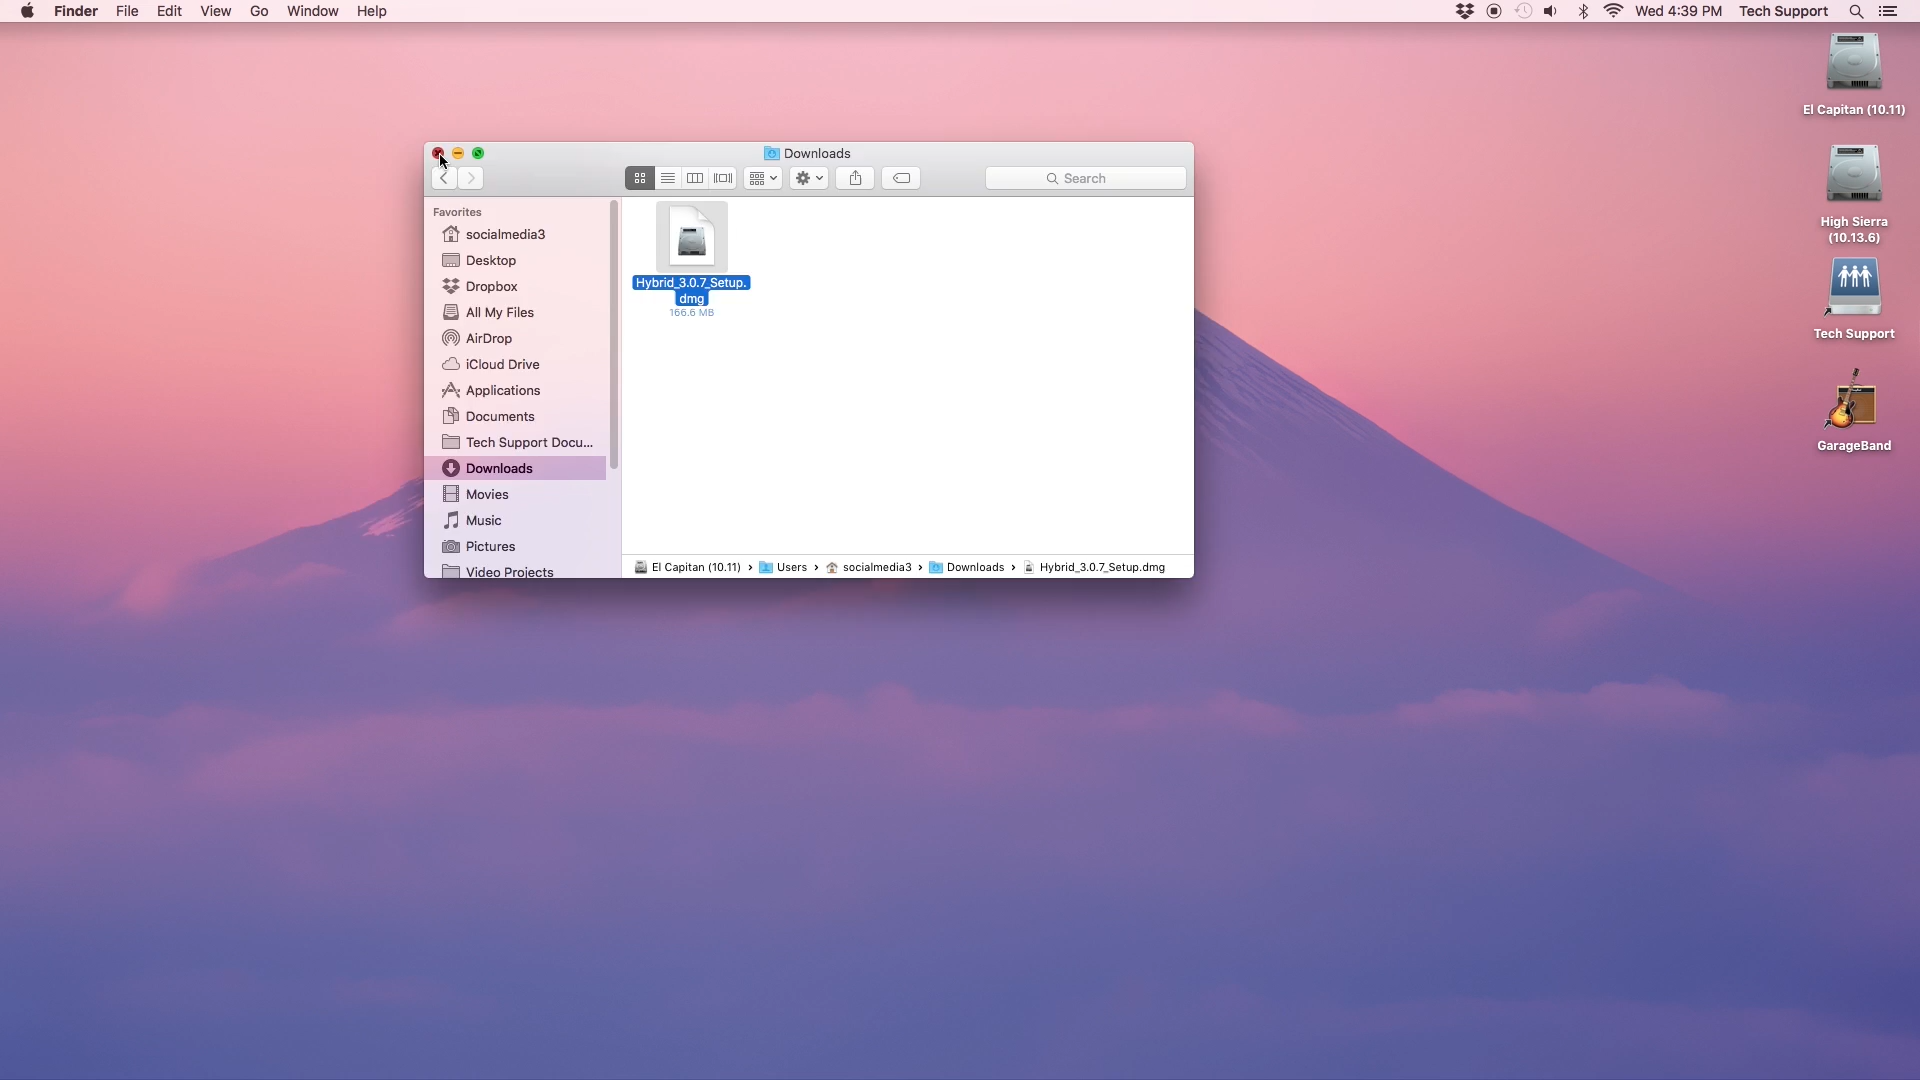 Finder File Edit View Go Window Help Wed 4:39 PM Tech Support
El Capitan (10.11)
High Sierra
(10.13.6)
Tech Support
GarageBand
Downloads
Search
Favorites
socialmedia3
Desktop
Dropbox
All My Files
AirDrop
iCloud Drive
Applications
Documents
Tech Support Docu...
Downloads
Movies
Music
Pictures
Video Projects
Hybrid_3.0.7_Setup.
dmg
166.6 MB
El Capitan (10.11) › Users › socialmedia3 › Downloads › Hybrid_3.0.7_Setup.dmg